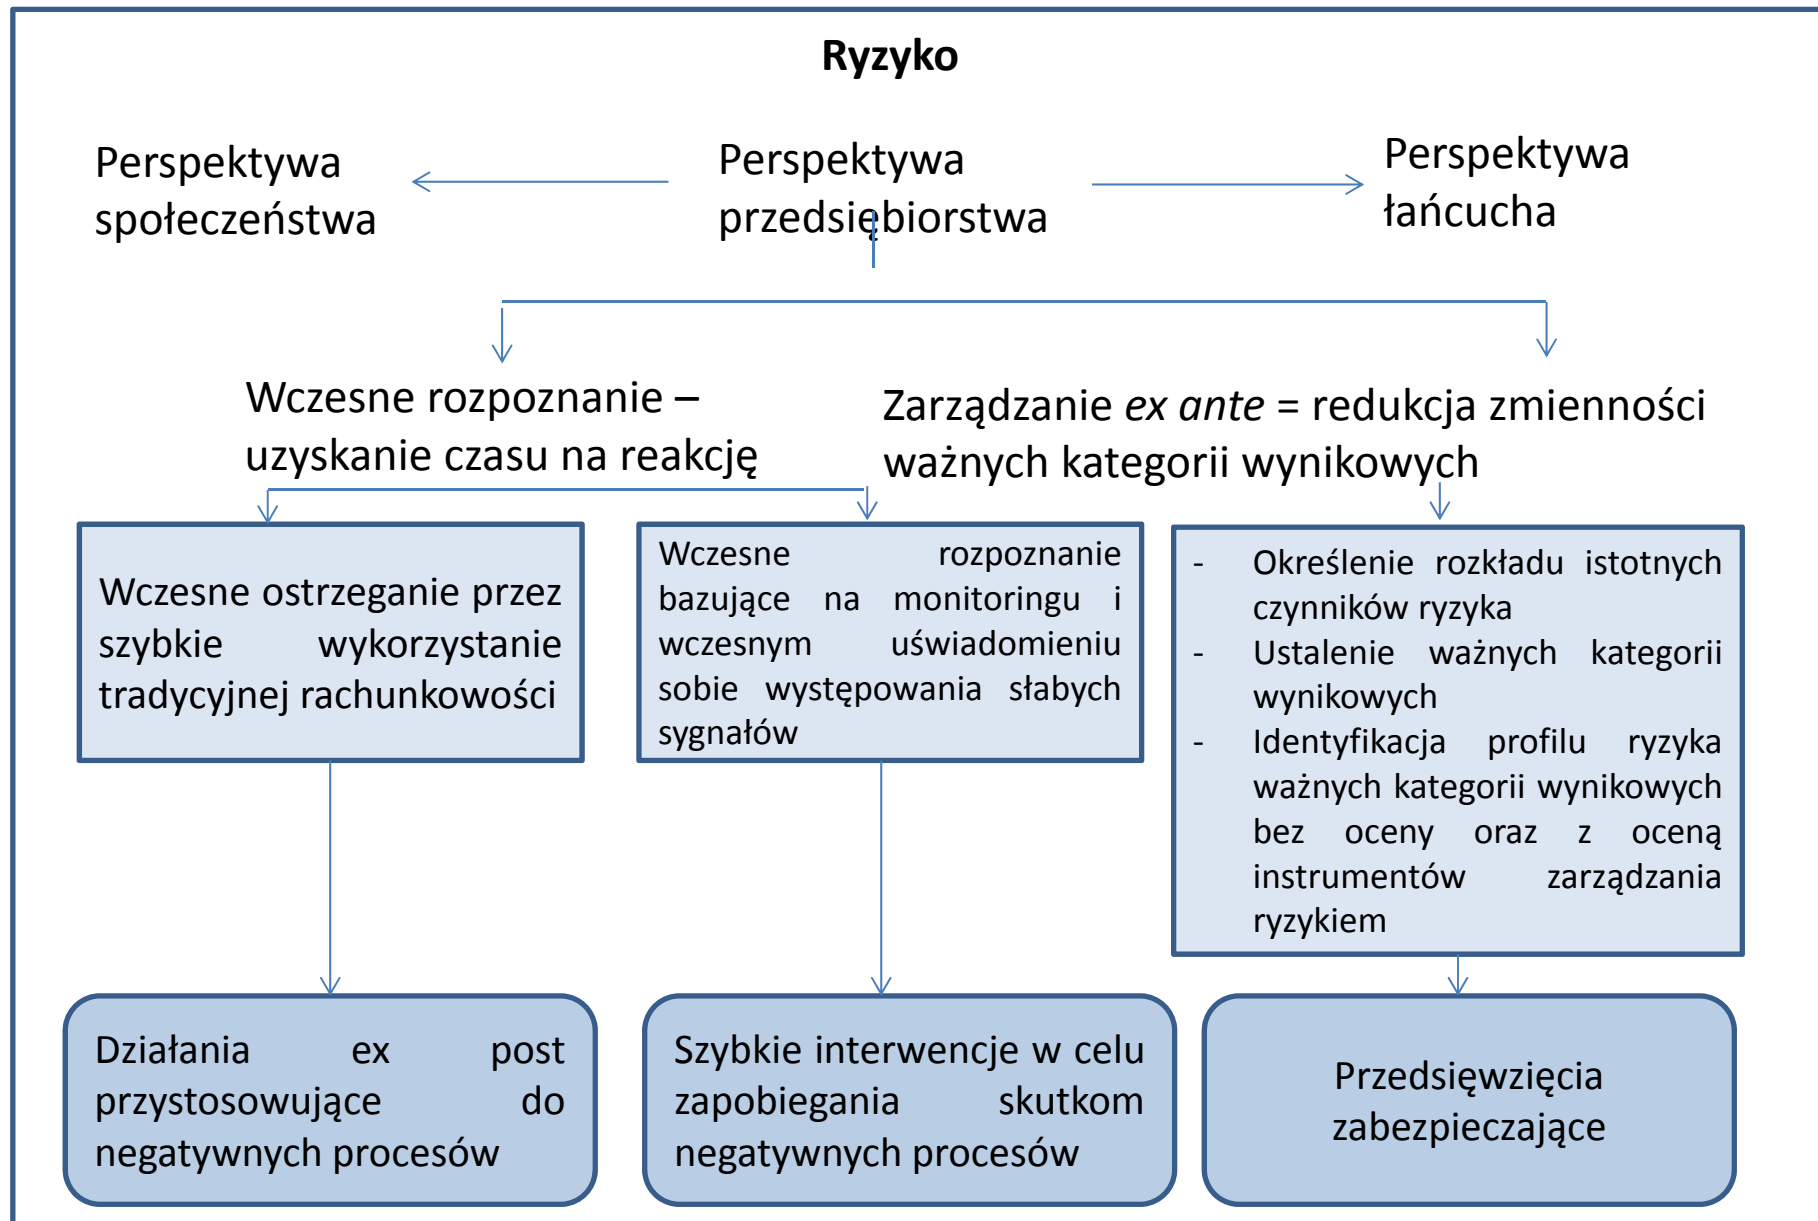 Ryzyko
Perspektywa
społeczeństwa
Perspektywa
przedsiębiorstwa
Perspektywa
łańcucha
Wczesne rozpoznanie –
uzyskanie czasu na reakcję
Zarządzanie ex ante = redukcja zmienności
ważnych kategorii wynikowych
Wczesne ostrzeganie przez
szybkie wykorzystanie
tradycyjnej rachunkowości
Wczesne rozpoznanie
bazujące na monitoringu i
wczesnym uświadomieniu
sobie występowania słabych
sygnałów
- Określenie rozkładu istotnych
czynników ryzyka
- Ustalenie ważnych kategorii
wynikowych
- Identyfikacja profilu ryzyka
ważnych kategorii wynikowych
bez oceny oraz z oceną
instrumentów zarządzania
ryzykiem
Działania ex post
przystosowujące do
negatywnych procesów
Szybkie interwencje w celu
zapobiegania skutkom
negatywnych procesów
Przedsięwzięcia
zabezpieczające